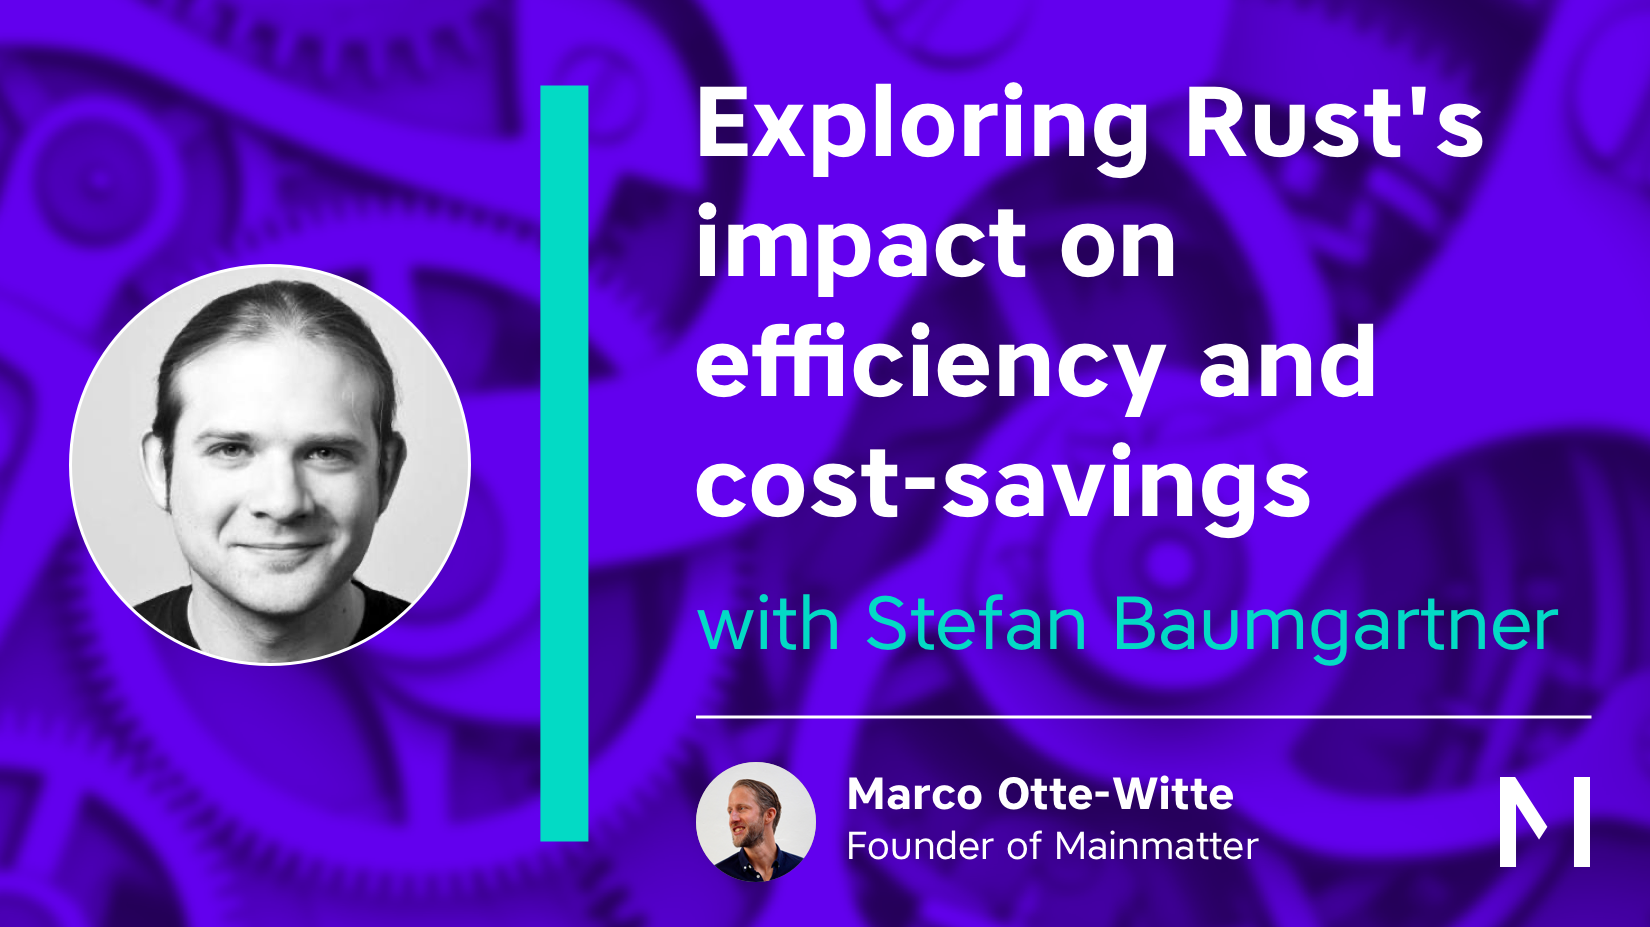 Exploring Rust's
impact on
efficiency and
cost-savings
with Stefan Baumgartner
Marco Otte-Witte
Founder of Mainmatter